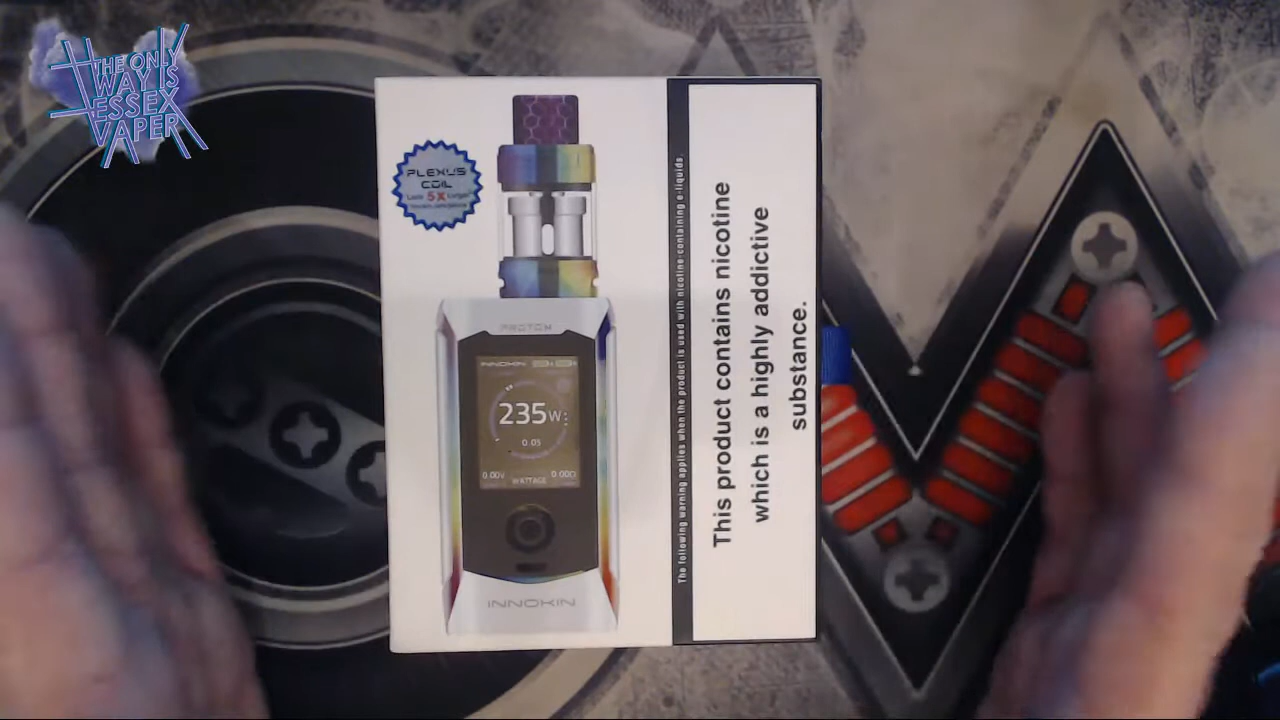 THE ONLY
WAY IS
ESSEX
VAPER
PLEXUS
COIL
Lasts 5X Longer
PROTON
INNOKIN
235W
0.05
0.00V
0.00Ω
WATTAGE
INNOKIN
The following warning applies when the product is used with nicotine-containing e-liquids.
This product contains nicotine
which is a highly addictive
substance.